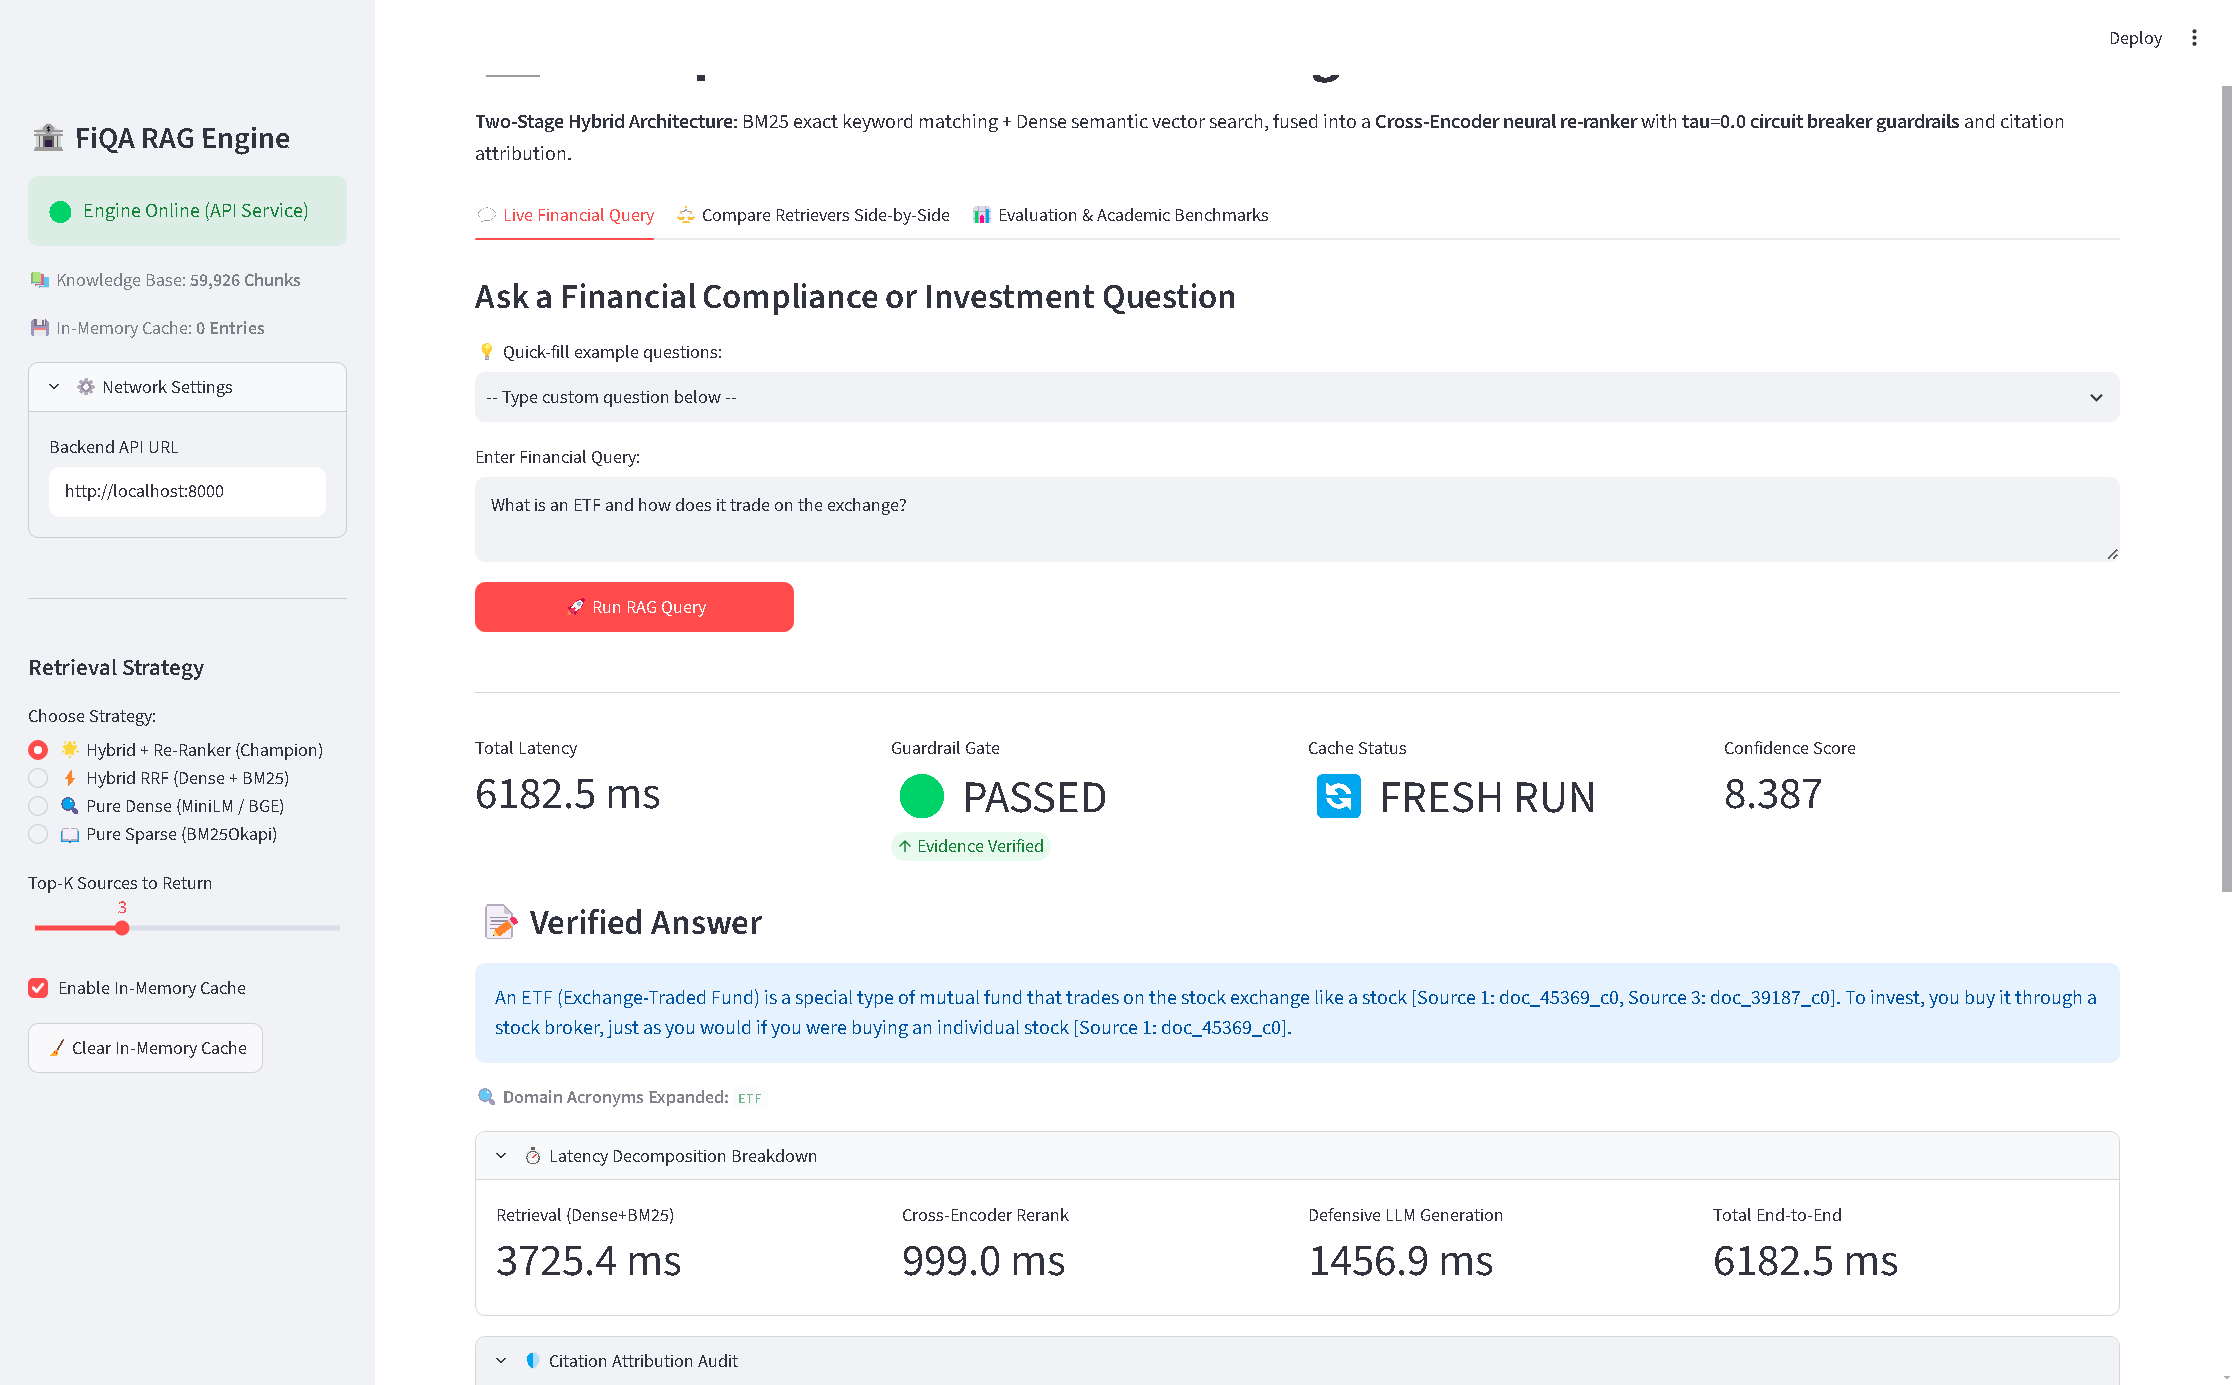 Deploy
FiQA RAG Engine
Engine Online (API Service)
Knowledge Base: 59,926 Chunks
In-Memory Cache: 0 Entries
Network Settings
Backend API URL
http://localhost:8000
Retrieval Strategy
Choose Strategy:
Hybrid + Re-Ranker (Champion)
Hybrid RRF (Dense + BM25)
Pure Dense (MiniLM / BGE)
Pure Sparse (BM25Okapi)
Top-K Sources to Return
3
Enable In-Memory Cache
Clear In-Memory Cache
Two-Stage Hybrid Architecture: BM25 exact keyword matching + Dense semantic vector search, fused into a Cross-Encoder neural re-ranker with tau=0.0 circuit breaker guardrails and citation
attribution.
Live Financial Query
Compare Retrievers Side-by-Side
Evaluation & Academic Benchmarks
Ask a Financial Compliance or Investment Question
Quick-fill example questions:
-- Type custom question below --
Enter Financial Query:
What is an ETF and how does it trade on the exchange?
Run RAG Query
Total Latency
6182.5 ms
Guardrail Gate
PASSED
↑ Evidence Verified
Cache Status
FRESH RUN
Confidence Score
8.387
Verified Answer
An ETF (Exchange-Traded Fund) is a special type of mutual fund that trades on the stock exchange like a stock [Source 1: doc_45369_c0, Source 3: doc_39187_c0]. To invest, you buy it through a
stock broker, just as you would if you were buying an individual stock [Source 1: doc_45369_c0].
Domain Acronyms Expanded: ETF
Latency Decomposition Breakdown
Retrieval (Dense+BM25)
3725.4 ms
Cross-Encoder Rerank
999.0 ms
Defensive LLM Generation
1456.9 ms
Total End-to-End
6182.5 ms
Citation Attribution Audit